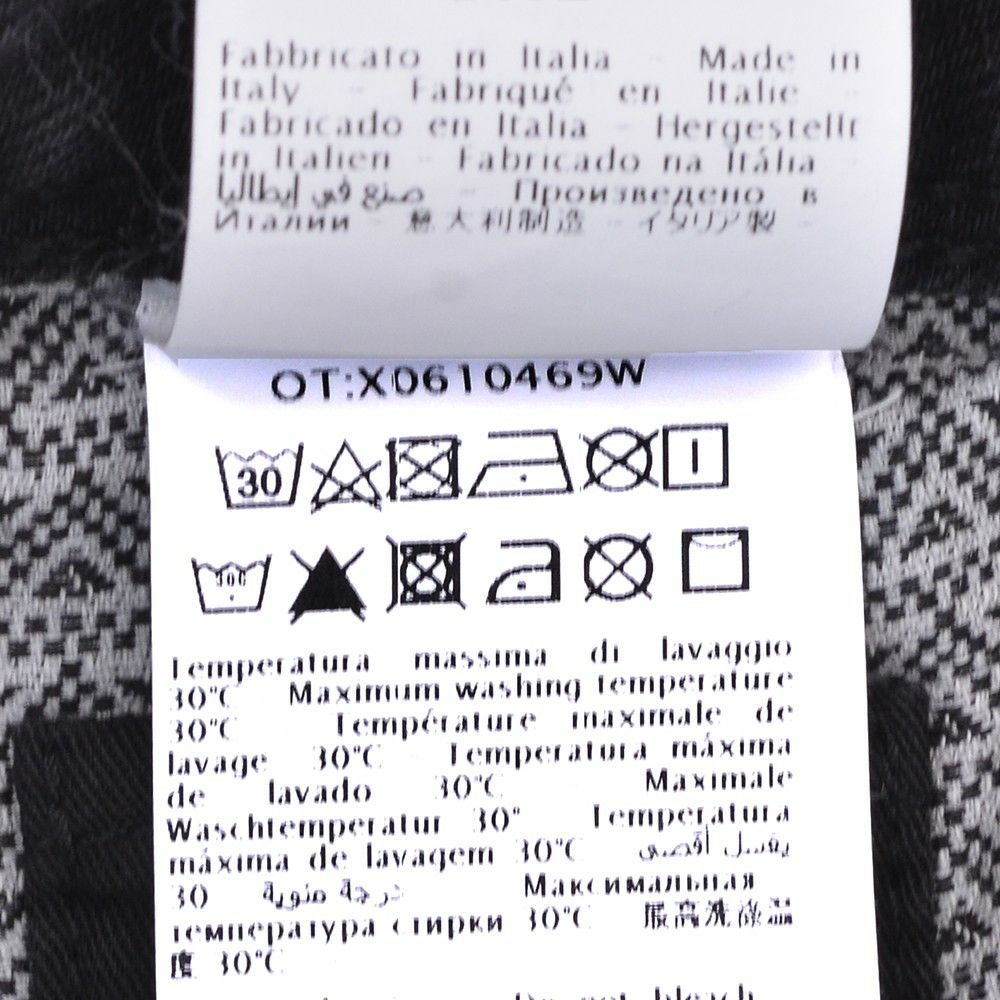 Fabbricato in Italia - Made in
Italy - Fabriqué en Italie -
Fabricado en Italia - Hergestellt
in Italien - Fabricado na Itália -
صنع في إيطاليا - Произведено в
Италии - 意大利制造 - イタリア製 -
OT:X0610469W
30
Temperatura massima di lavaggio
30°C Maximum washing temperature
30°C Température maximale de
lavage 30°C - Temperatura máxima
de lavado 30°C Maximale
Waschtemperatur 30° Temperatura
máxima de lavagem 30°C يغسل أقصى
30 درجة مئوية Максимальная
температура стирки 30°C 最高洗涤温
度 30°C
Do not bleach